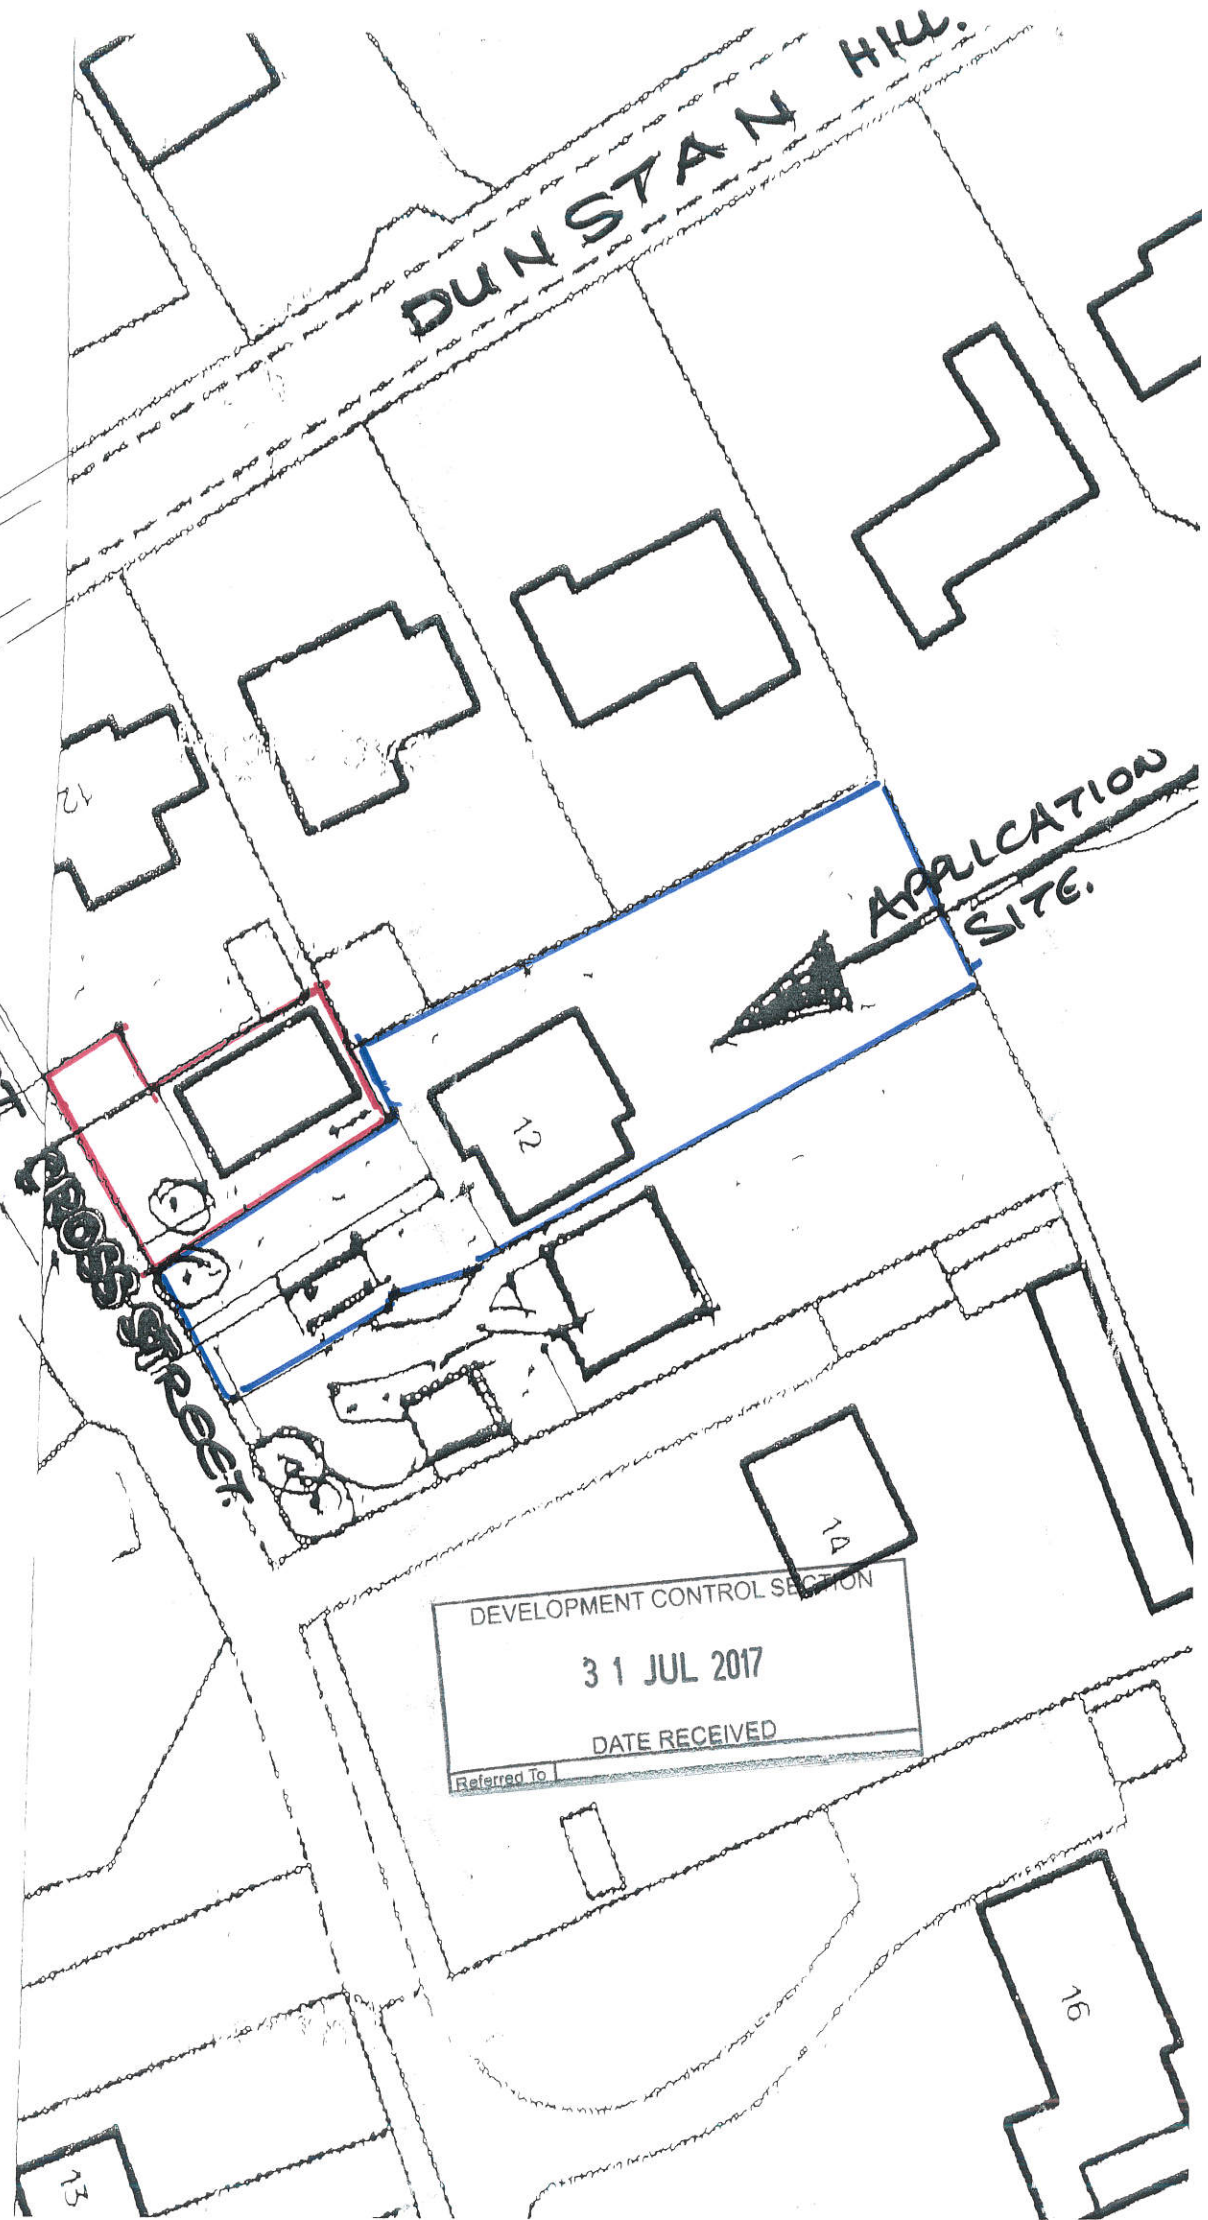 DUNSTAN HILL.
12
APPLICATION
SITE.
12
CROSS STREET.
14
DEVELOPMENT CONTROL SECTION
31 JUL 2017
DATE RECEIVED
Referred To
16
13